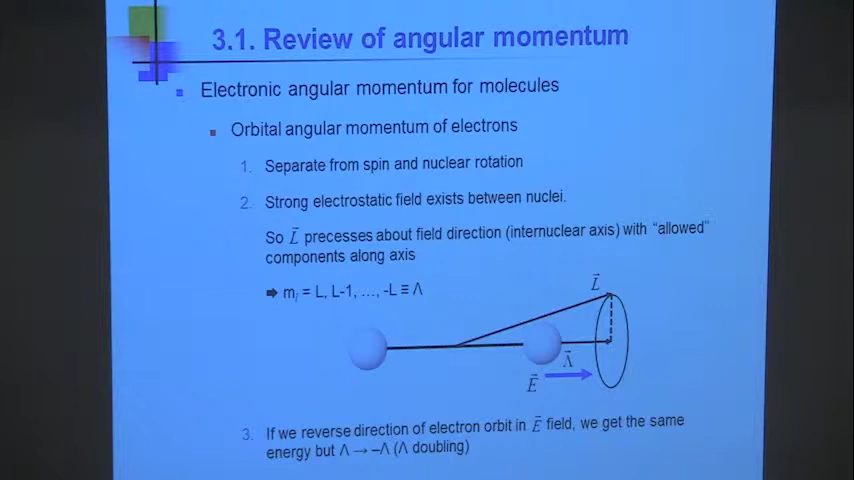 3.1. Review of angular momentum
Electronic angular momentum for molecules
Orbital angular momentum of electrons
1. Separate from spin and nuclear rotation
2. Strong electrostatic field exists between nuclei.
So L⃗ precesses about field direction (internuclear axis) with “allowed”
components along axis
➡ mₗ = L, L-1, …, -L ≡ Λ
L⃗
Λ⃗
E⃗
3. If we reverse direction of electron orbit in E⃗ field, we get the same
energy but Λ → –Λ (Λ doubling)